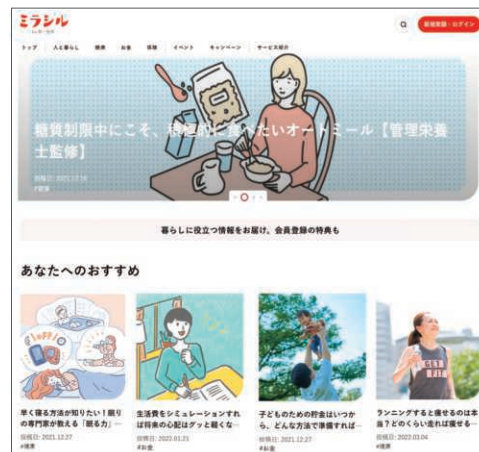 ミラシル
新規登録・ログイン
トップ 人と暮らし 健康 お金 保険 イベント キャンペーン サービス紹介
糖質制限中にこそ、積極的に食べたいオートミール【管理栄養
士監修】
#健康
暮らしに役立つ情報をお届け。会員登録の特典も
あなたへのおすすめ
早く寝る方法が知りたい！眠り
の専門家が教える「眠る力」…
投稿日: 2021.12.27
#健康
生活費をシミュレーションすれ
ば将来の心配はグッと軽くな…
投稿日: 2022.01.21
#お金
子どものための貯金はいつか
ら、どんな方法で準備すれば…
投稿日: 2021.12.27
#お金
GET
FIT
ランニングすると痩せるのは本
当？どのくらい走れば痩せる…
投稿日: 2022.03.04
#健康